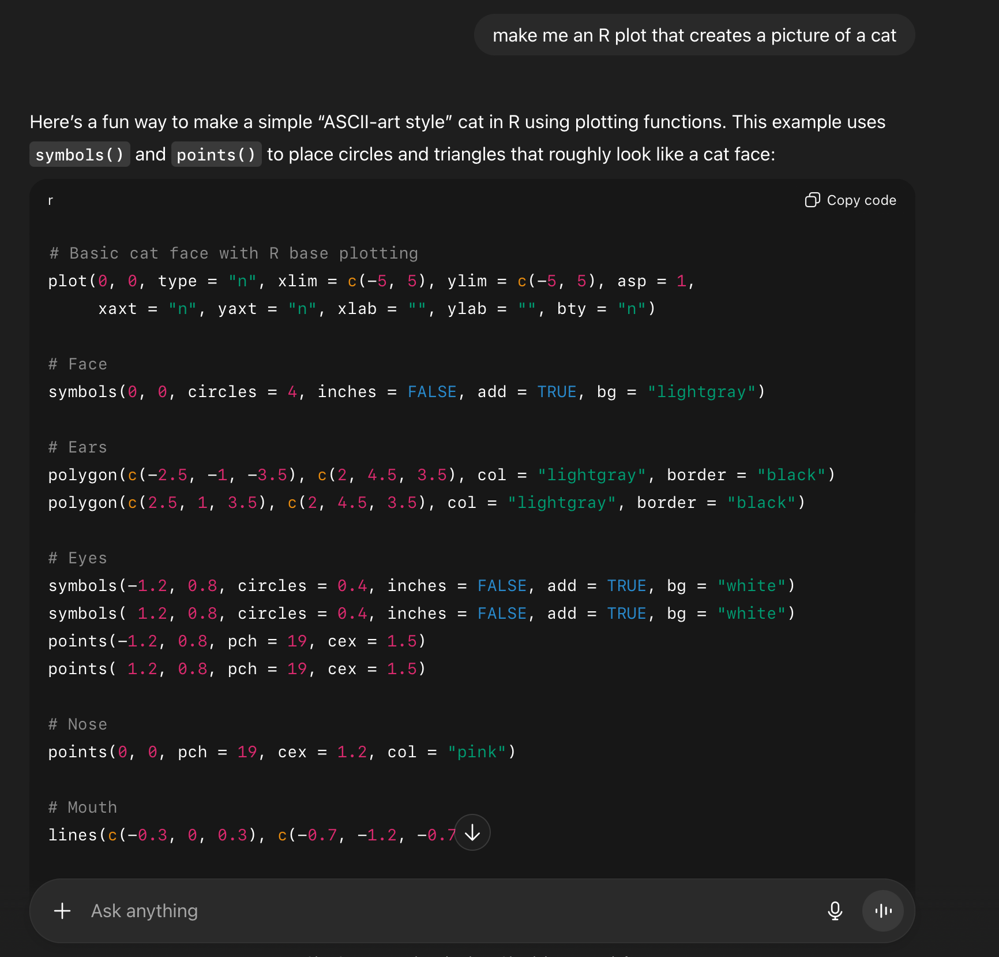 make me an R plot that creates a picture of a cat
Here’s a fun way to make a simple “ASCII-art style” cat in R using plotting functions. This example uses
symbols() and points() to place circles and triangles that roughly look like a cat face:
r
Copy code
# Basic cat face with R base plotting
plot(0, 0, type = "n", xlim = c(-5, 5), ylim = c(-5, 5), asp = 1,
     xaxt = "n", yaxt = "n", xlab = "", ylab = "", bty = "n")
# Face
symbols(0, 0, circles = 4, inches = FALSE, add = TRUE, bg = "lightgray")
# Ears
polygon(c(-2.5, -1, -3.5), c(2, 4.5, 3.5), col = "lightgray", border = "black")
polygon(c(2.5, 1, 3.5), c(2, 4.5, 3.5), col = "lightgray", border = "black")
# Eyes
symbols(-1.2, 0.8, circles = 0.4, inches = FALSE, add = TRUE, bg = "white")
symbols( 1.2, 0.8, circles = 0.4, inches = FALSE, add = TRUE, bg = "white")
points(-1.2, 0.8, pch = 19, cex = 1.5)
points( 1.2, 0.8, pch = 19, cex = 1.5)
# Nose
points(0, 0, pch = 19, cex = 1.2, col = "pink")
# Mouth
lines(c(-0.3, 0, 0.3), c(-0.7, -1.2, -0.7
Ask anything